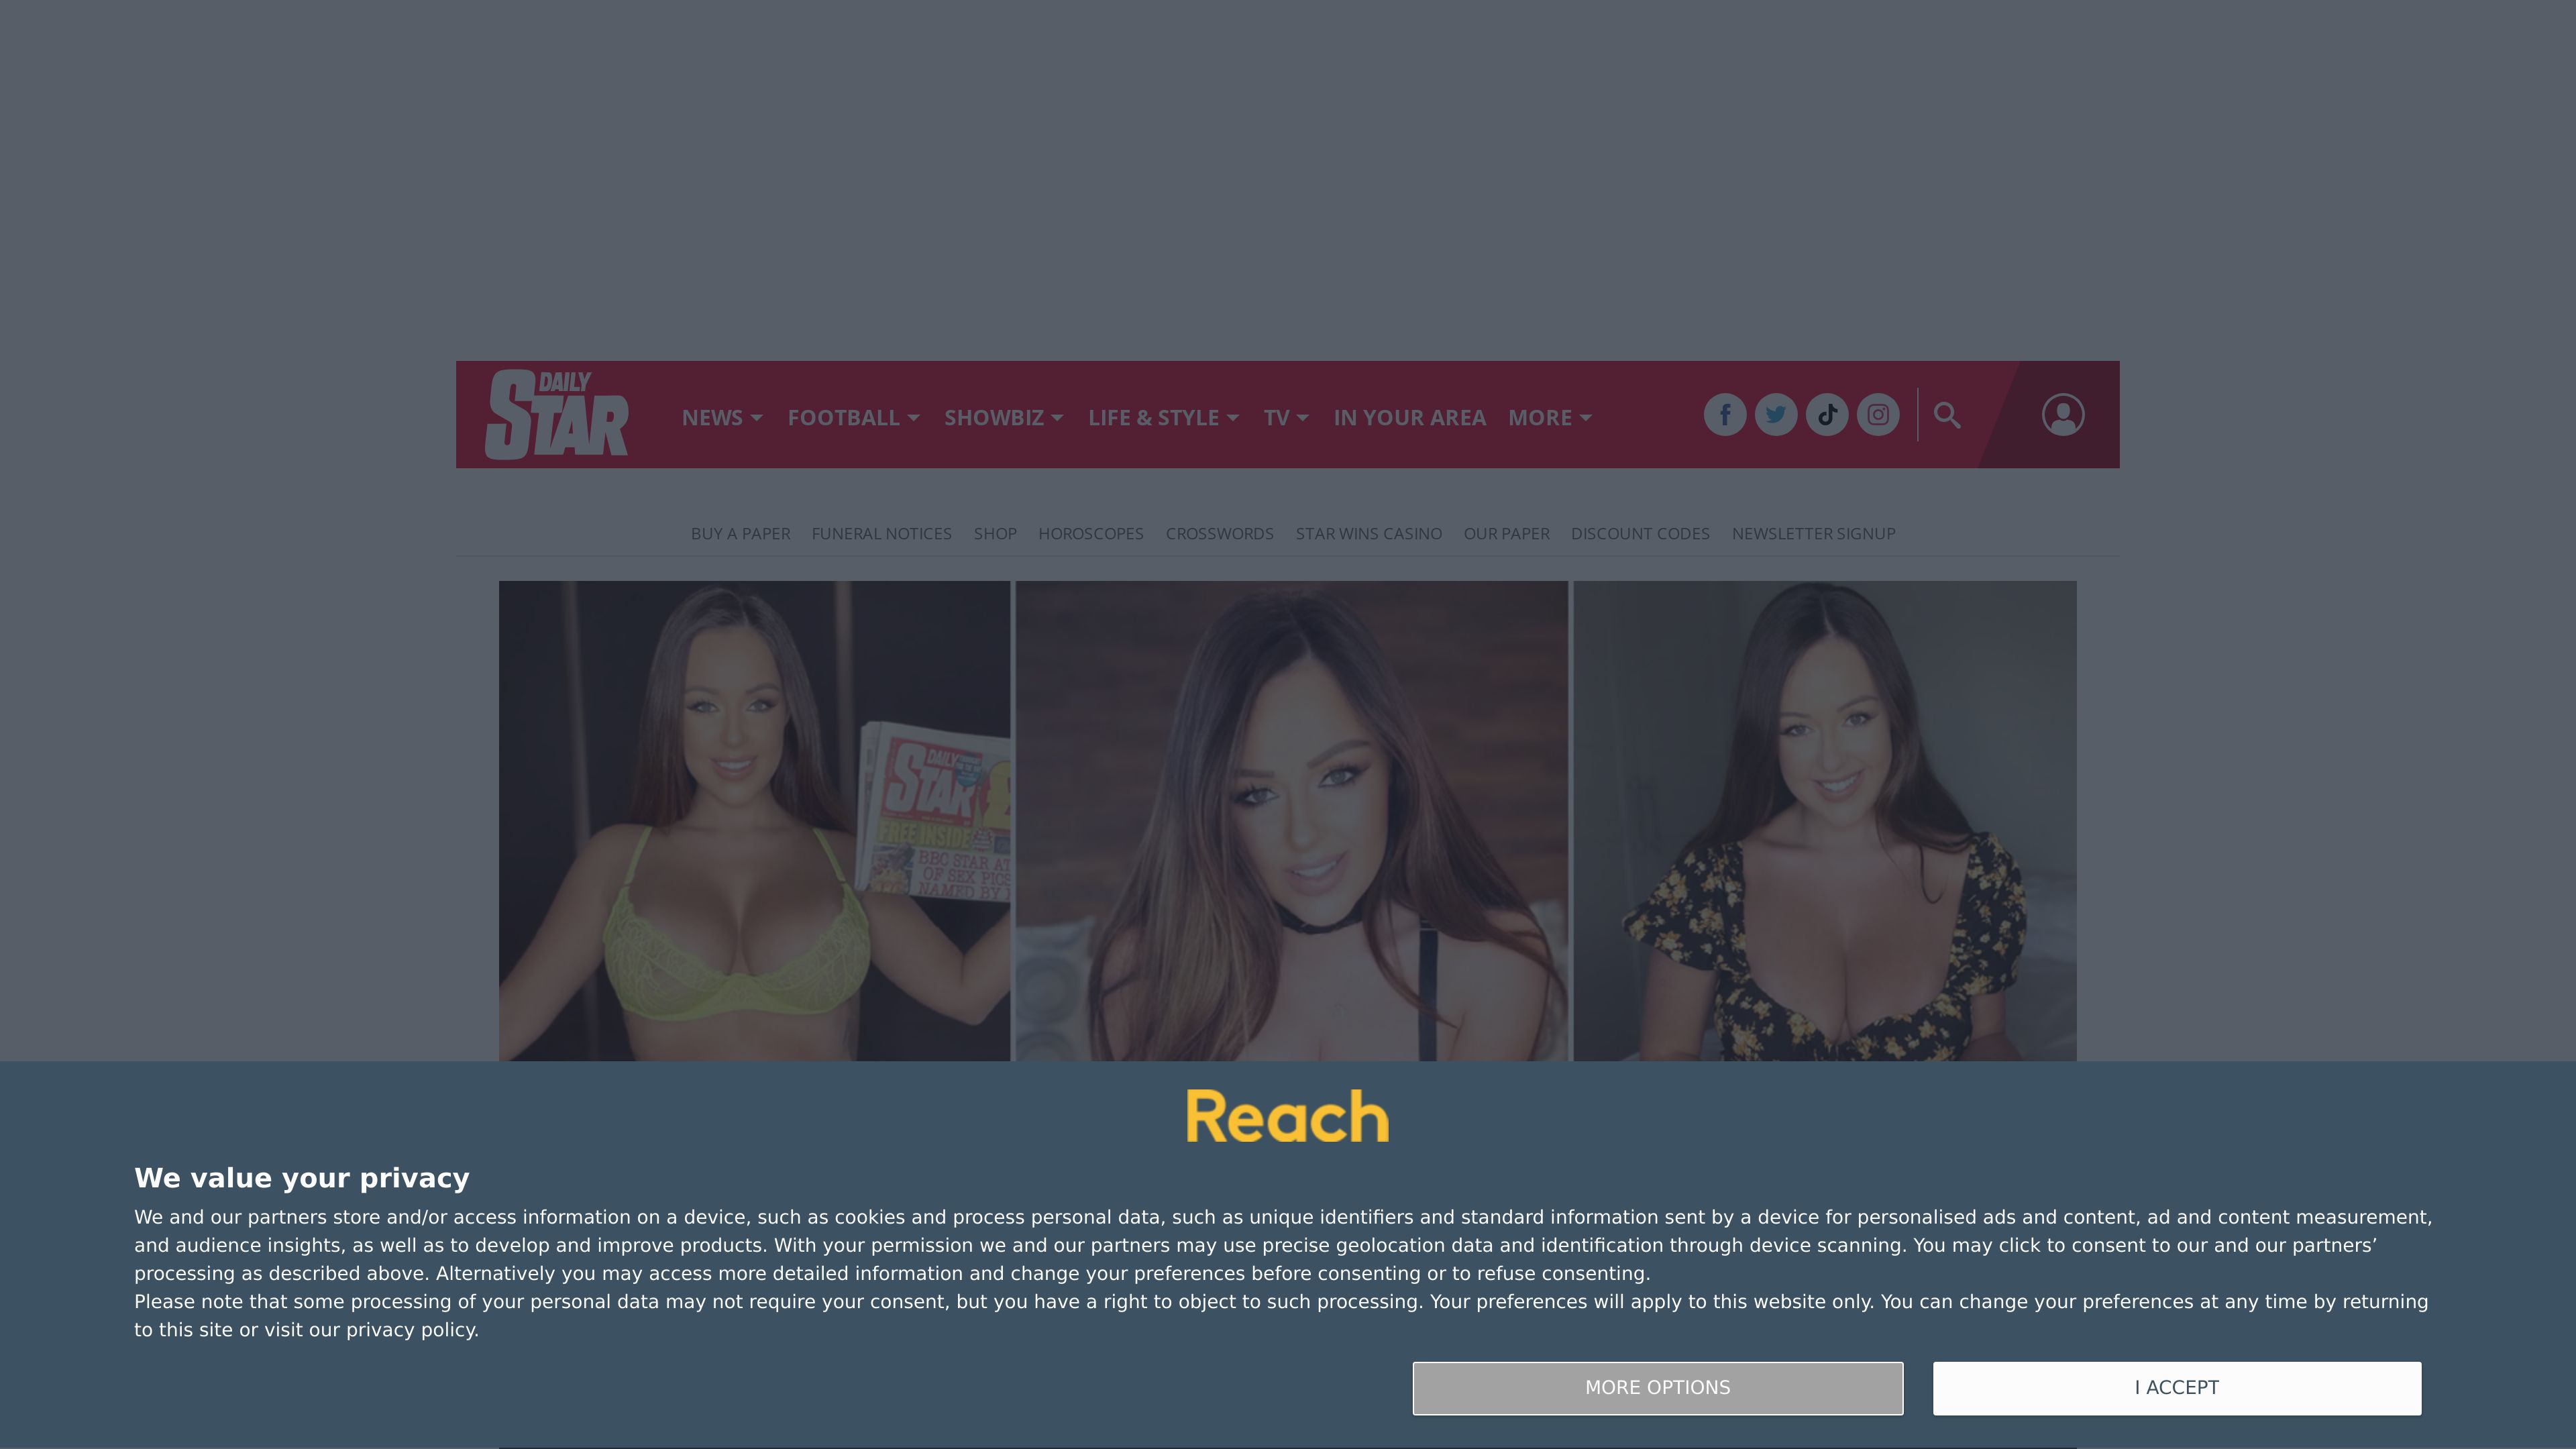 DAILY
STAR
NEWS FOOTBALL SHOWBIZ LIFE & STYLE TV IN YOUR AREA MORE
BUY A PAPER FUNERAL NOTICES SHOP HOROSCOPES CROSSWORDS STAR WINS CASINO OUR PAPER DISCOUNT CODES NEWSLETTER SIGNUP
DAILY
STAR
FREE INSIDE
BBC STAR AT
OF SEX PICS
NAMED BY
Reach
We value your privacy
We and our partners store and/or access information on a device, such as cookies and process personal data, such as unique identifiers and standard information sent by a device for personalised ads and content, ad and content measurement,
and audience insights, as well as to develop and improve products. With your permission we and our partners may use precise geolocation data and identification through device scanning. You may click to consent to our and our partners’
processing as described above. Alternatively you may access more detailed information and change your preferences before consenting or to refuse consenting.
Please note that some processing of your personal data may not require your consent, but you have a right to object to such processing. Your preferences will apply to this website only. You can change your preferences at any time by returning
to this site or visit our privacy policy.
MORE OPTIONS I ACCEPT